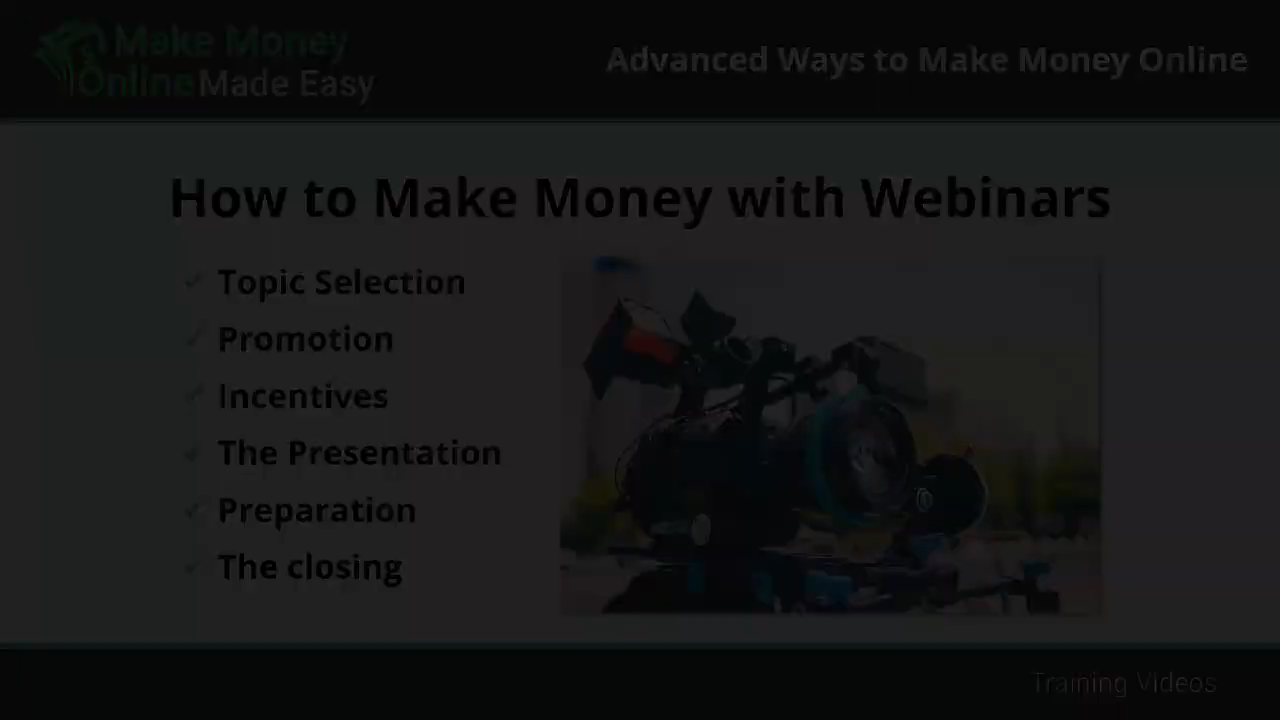 Make Money
Online Made Easy
Advanced Ways to Make Money Online
How to Make Money with Webinars
Topic Selection
Promotion
Incentives
The Presentation
Preparation
The closing
Training Videos